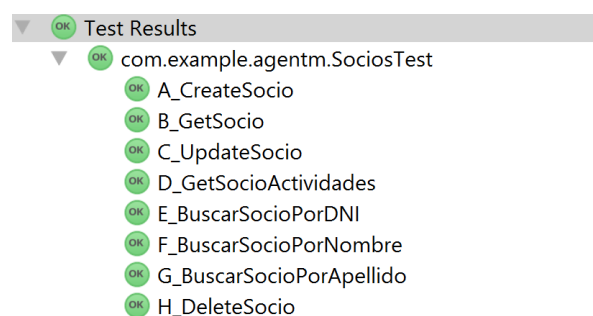 OK Test Results
OK com.example.agentm.SociosTest
OK A_CreateSocio
OK B_GetSocio
OK C_UpdateSocio
OK D_GetSocioActividades
OK E_BuscarSocioPorDNI
OK F_BuscarSocioPorNombre
OK G_BuscarSocioPorApellido
OK H_DeleteSocio